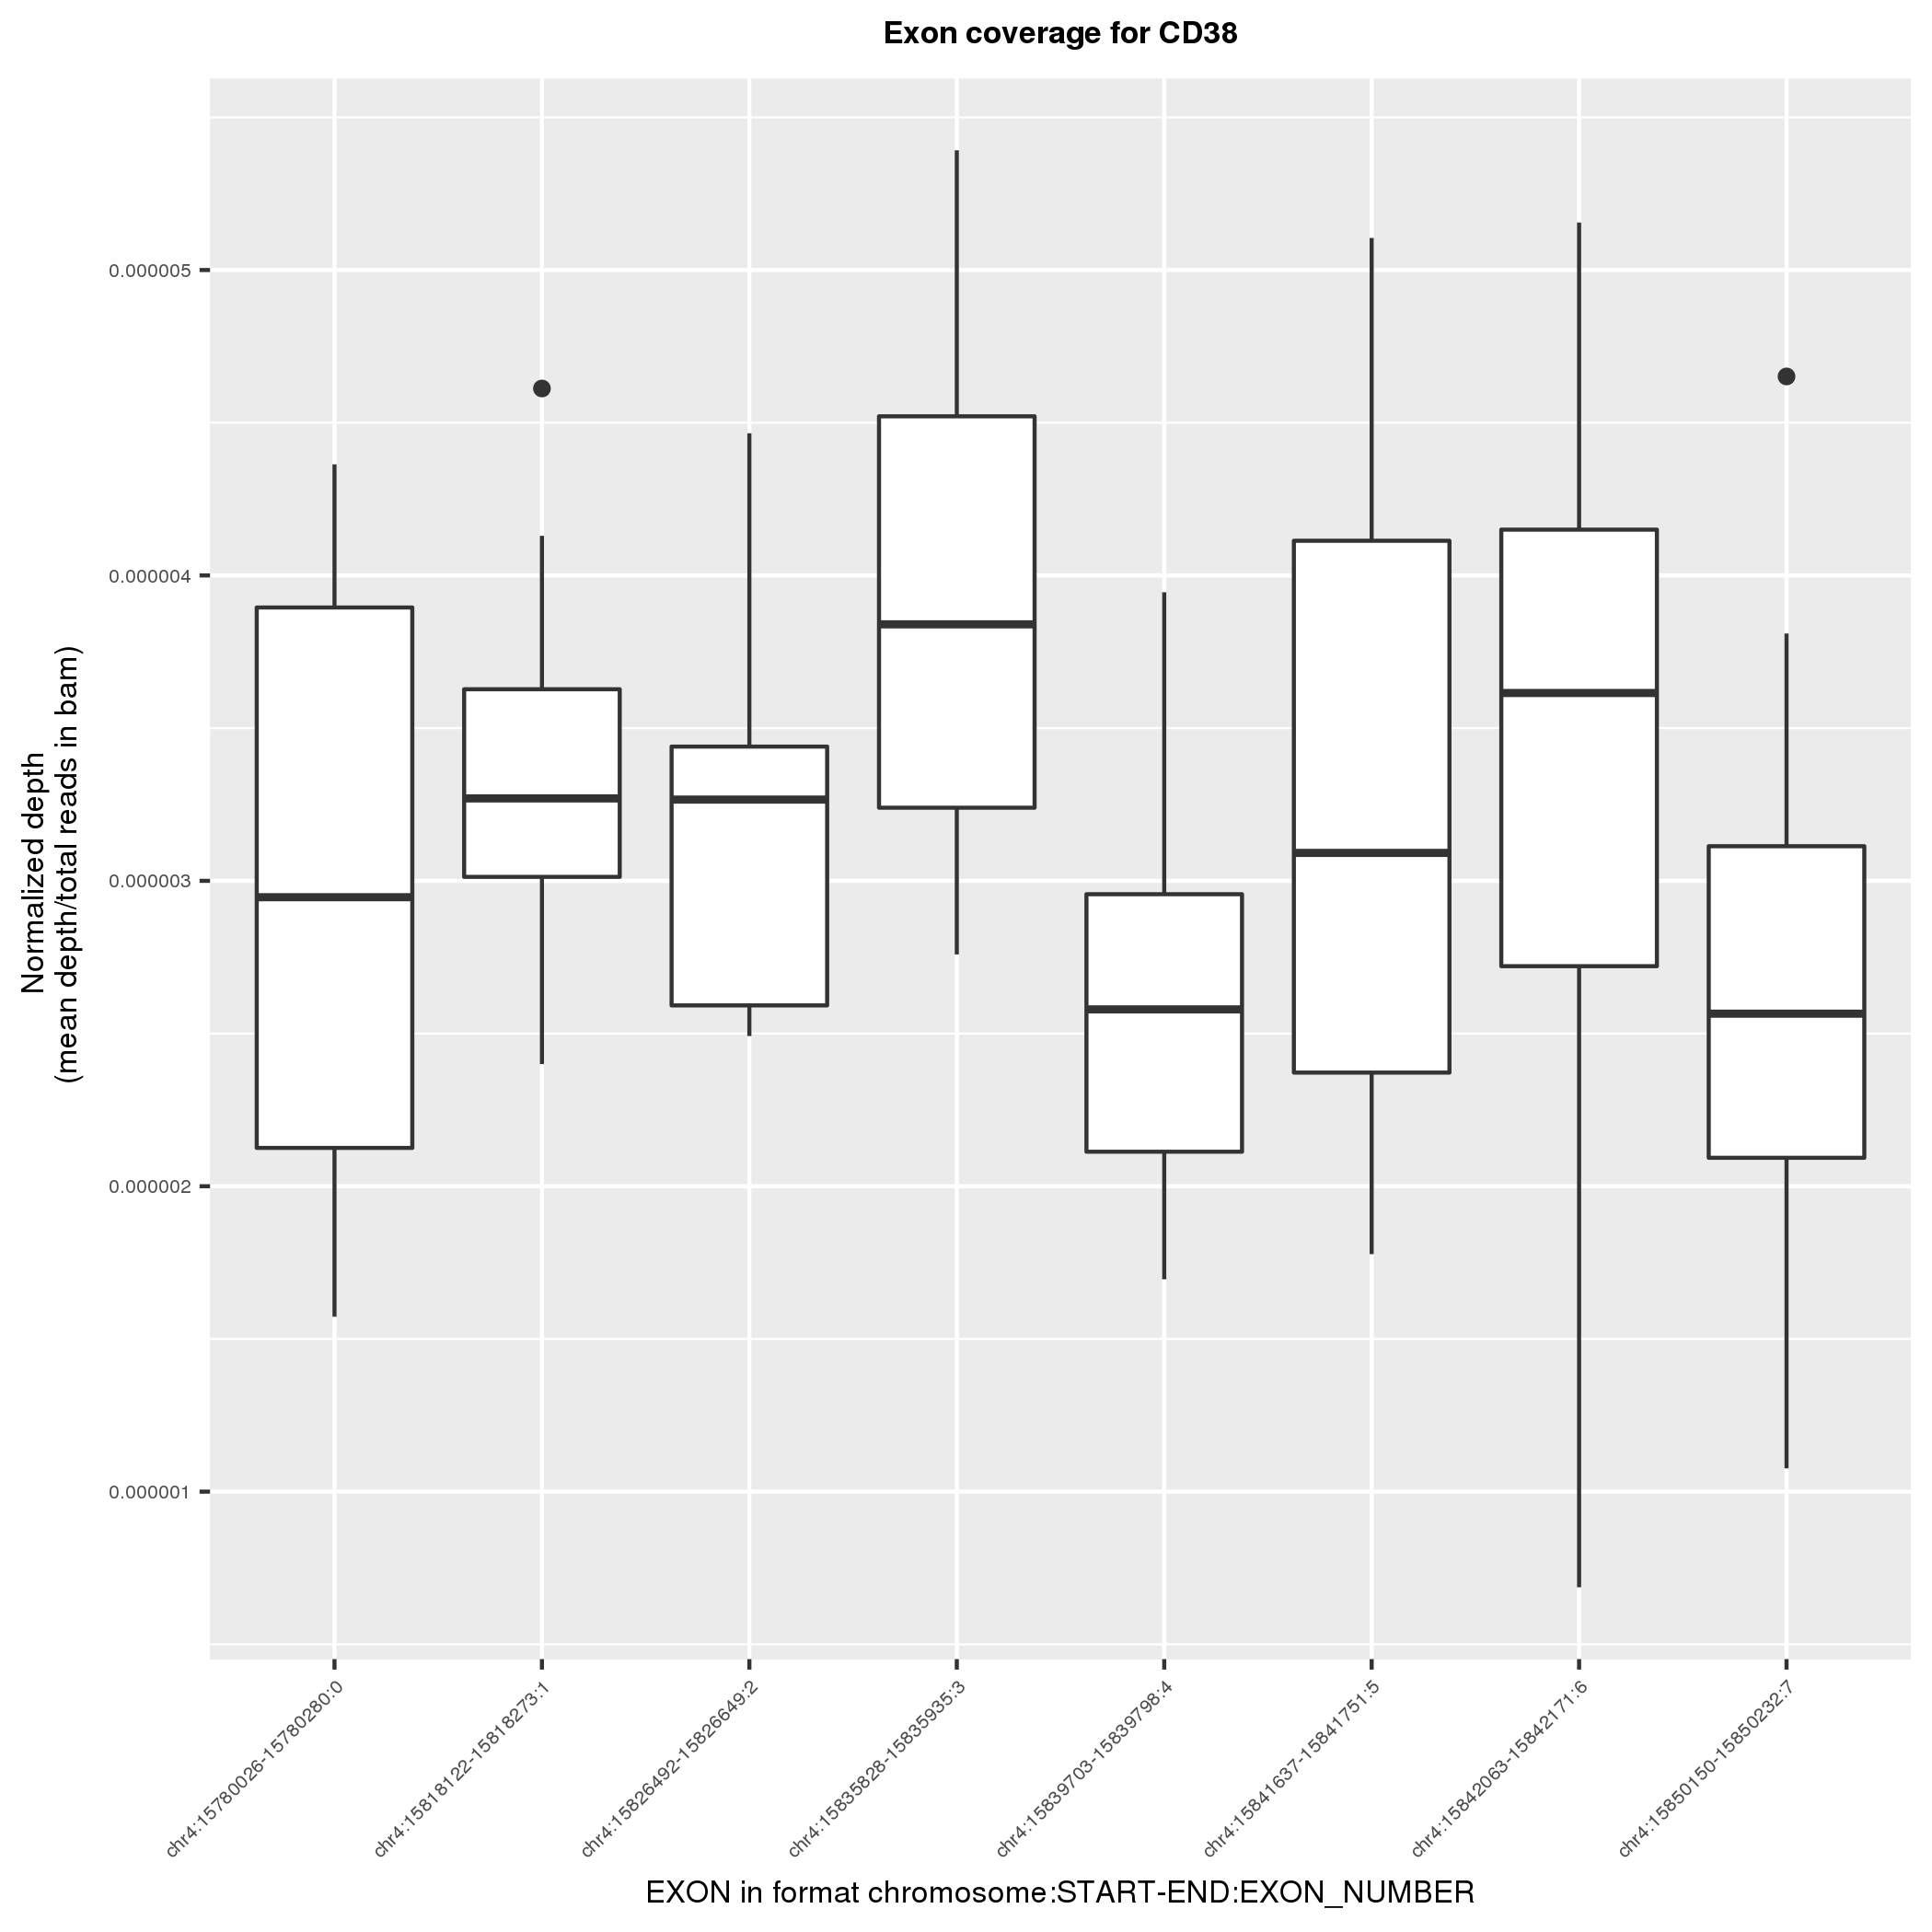 Exon coverage for CD38
Normalized depth
(mean depth/total reads in bam)
0.000005
0.000004
0.000003
0.000002
0.000001
chr4:15780026-15780280:0
chr4:15818122-15818273:1
chr4:15826492-15826649:2
chr4:15835828-15835935:3
chr4:15839703-15839798:4
chr4:15841637-15841751:5
chr4:15842063-15842171:6
chr4:15850150-15850232:7
EXON in format chromosome:START-END:EXON_NUMBER